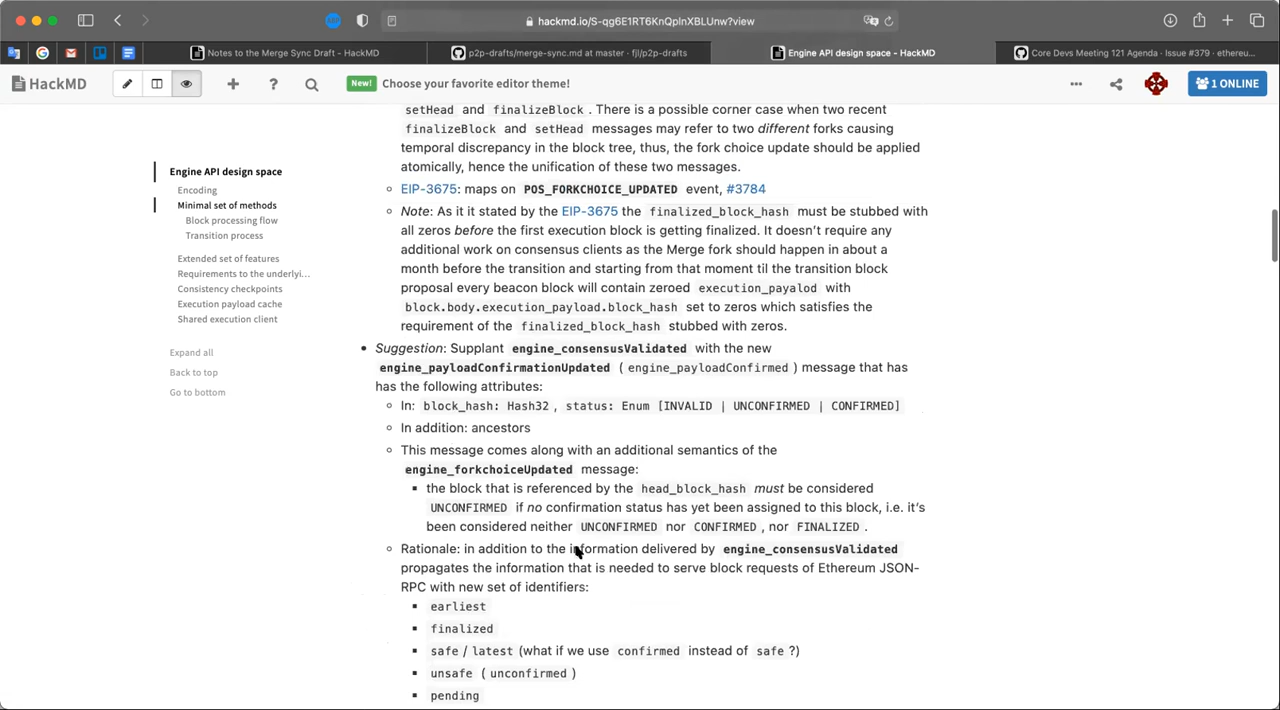 hackmd.io/S-qg6E1RT6KnQplnXBLUnw?view
Notes to the Merge Sync Draft - HackMD
p2p-drafts/merge-sync.md at master · fjl/p2p-drafts
Engine API design space - HackMD
Core Devs Meeting 121 Agenda · Issue #379 · ethereu...
HackMD
New! Choose your favorite editor theme!
1 ONLINE
Engine API design space
Encoding
Minimal set of methods
Block processing flow
Transition process
Extended set of features
Requirements to the underlyi...
Consistency checkpoints
Execution payload cache
Shared execution client
Expand all
Back to top
Go to bottom
setHead and finalizeBlock. There is a possible corner case when two recent
finalizeBlock and setHead messages may refer to two different forks causing
temporal discrepancy in the block tree, thus, the fork choice update should be applied
atomically, hence the unification of these two messages.
EIP-3675: maps on POS_FORKCHOICE_UPDATED event, #3784
Note: As it it stated by the EIP-3675 the finalized_block_hash must be stubbed with
all zeros before the first execution block is getting finalized. It doesn't require any
additional work on consensus clients as the Merge fork should happen in about a
month before the transition and starting from that moment til the transition block
proposal every beacon block will contain zeroed execution_payalod with
block.body.execution_payload.block_hash set to zeros which satisfies the
requirement of the finalized_block_hash stubbed with zeros.
Suggestion: Supplant engine_consensusValidated with the new
engine_payloadConfirmationUpdated (engine_payloadConfirmed) message that has
has the following attributes:
In: block_hash: Hash32, status: Enum [INVALID | UNCONFIRMED | CONFIRMED]
In addition: ancestors
This message comes along with an additional semantics of the
engine_forkchoiceUpdated message:
the block that is referenced by the head_block_hash must be considered
UNCONFIRMED if no confirmation status has yet been assigned to this block, i.e. it's
been considered neither UNCONFIRMED nor CONFIRMED, nor FINALIZED.
Rationale: in addition to the information delivered by engine_consensusValidated
propagates the information that is needed to serve block requests of Ethereum JSON-
RPC with new set of identifiers:
earliest
finalized
safe / latest (what if we use confirmed instead of safe ?)
unsafe (unconfirmed)
pending